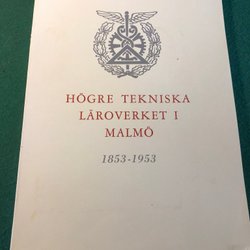 HÖGRE TEKNISKA
LÄROVERKET I
MALMÖ
1853-1953